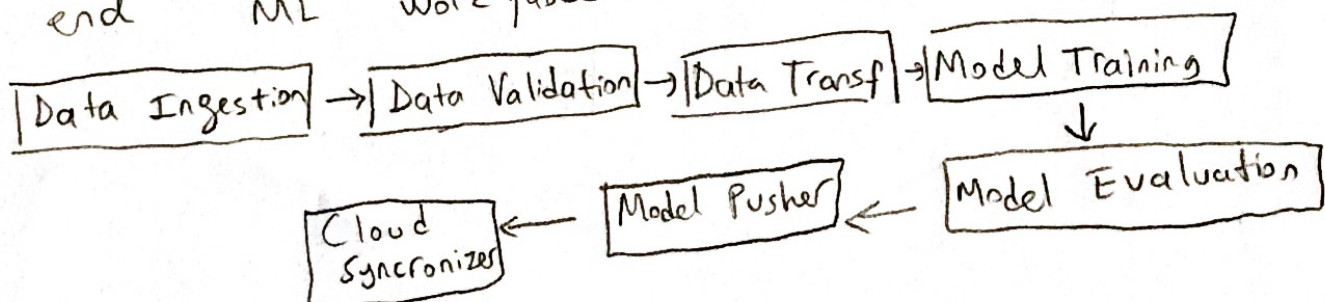 end ML
Data Ingestion → Data Validation → Data Transf → Model Training
Model Evaluation
Model Pusher
Cloud
Syncronizer